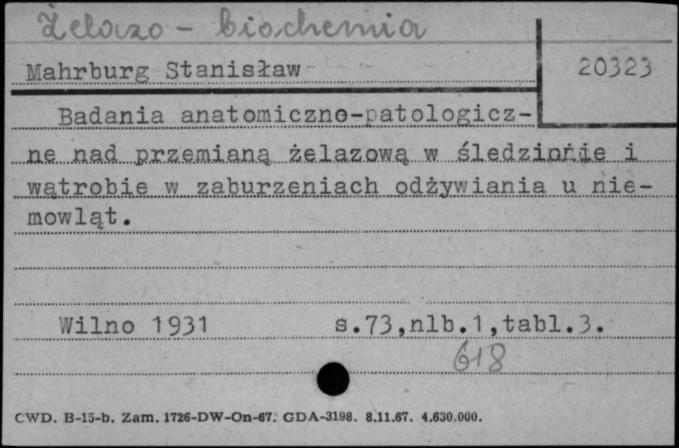 Żelazo - biochemia
Mahrburg Stanisław
20323
Badania anatomiczno-patologicz-
ne nad przemianą żelazową w śledzionie i
wątrobie w zaburzeniach odżywiania u nie-
mowląt.
Wilno 1931 s.73,nlb.1,tabl.3.
618
CWD. B-15-b. Zam. 1726-DW-On-67. GDA-3198. 8.11.67. 4.630.000.